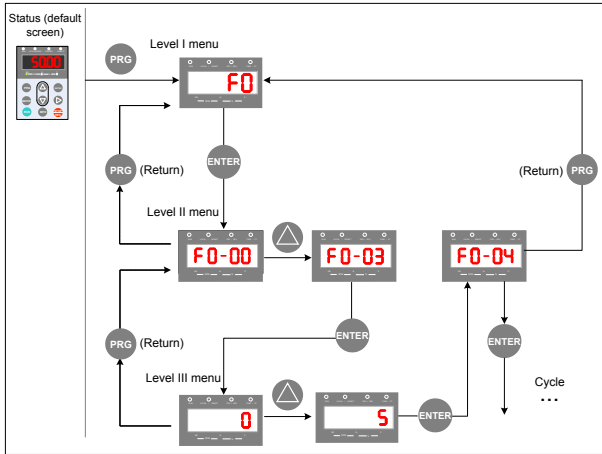 Status (default
screen)
Level I menu
5000
PRG
F0
PRG
(Return)
ENTER
(Return)
PRG
Level II menu
F0-00
F0-03
F0-04
PRG
(Return)
ENTER
ENTER
Level III menu
Cycle
...
0
5
ENTER